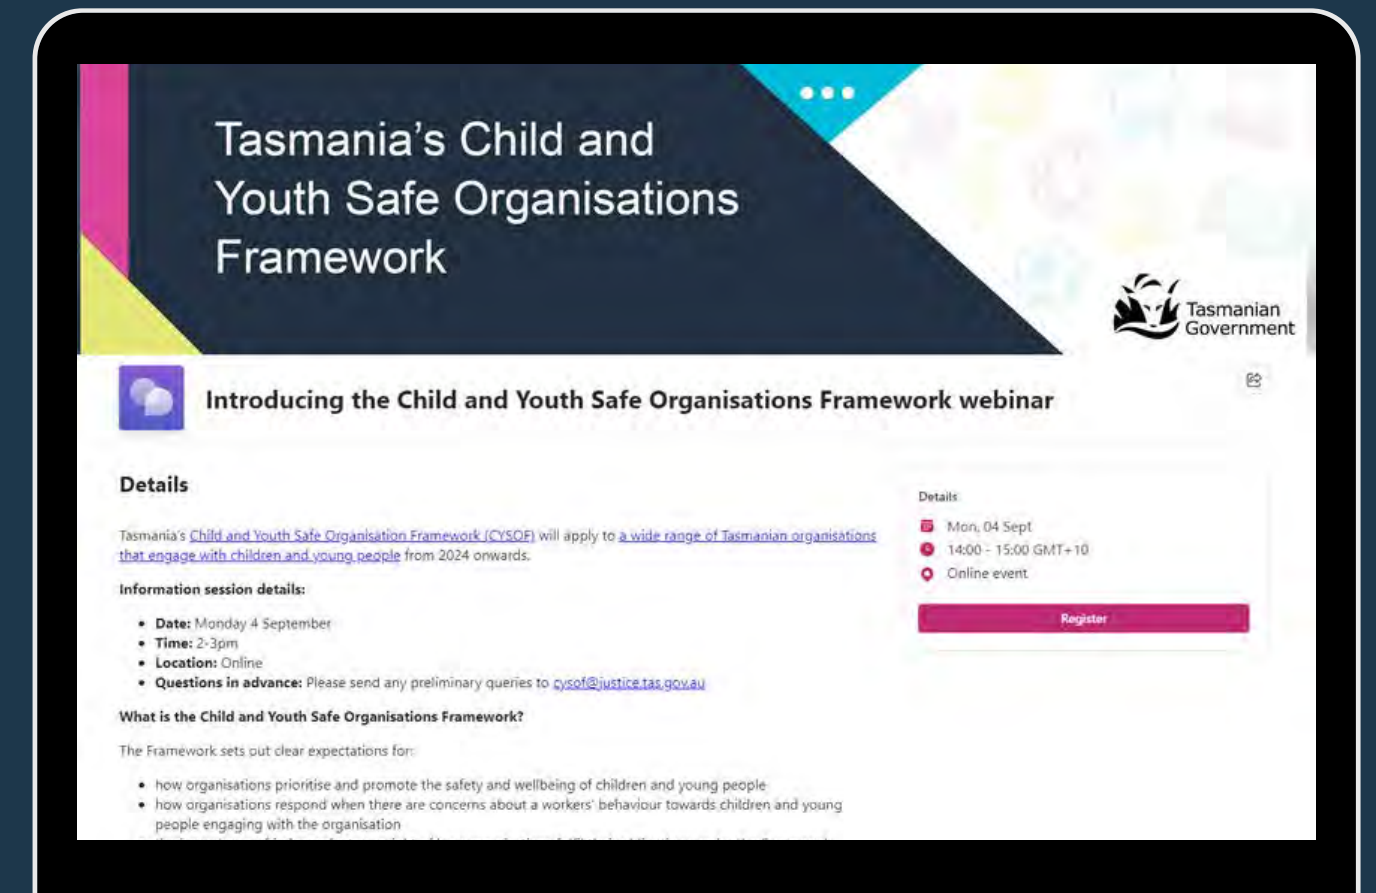 Tasmania's Child and
Youth Safe Organisations
Framework
Tasmanian
Government
Introducing the Child and Youth Safe Organisations Framework webinar
Details
Tasmania's Child and Youth Safe Organisation Framework (CYSOF) will apply to a wide range of Tasmanian organisations
that engage with children and young people from 2024 onwards.
Information session details:
• Date: Monday 4 September
• Time: 2-3pm
• Location: Online
• Questions in advance: Please send any preliminary queries to cysof@justice.tas.gov.au
What is the Child and Youth Safe Organisations Framework?
The Framework sets out clear expectations for:
• how organisations prioritise and promote the safety and wellbeing of children and young people
• how organisations respond when there are concerns about a workers' behaviour towards children and young
people engaging with the organisation
Details
Mon, 04 Sept
14:00 - 15:00 GMT+10
Online event
Register